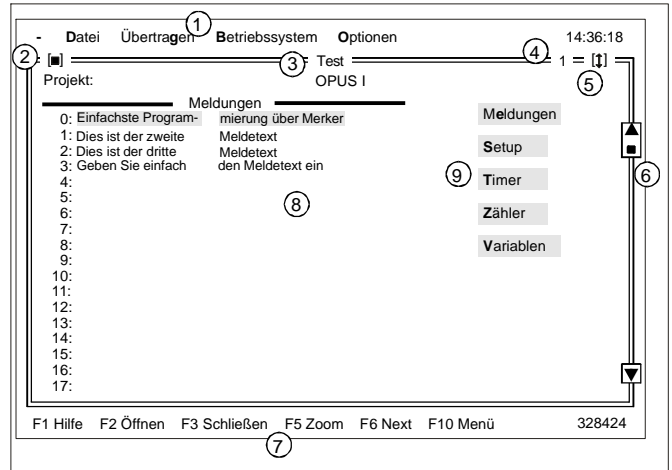 - Datei Übertragen Betriebssystem Optionen 14:36:18
1
2 [■] 3 Test 4 1 [↕]
5
Projekt: OPUS I
Meldungen
0: Einfachste Program- mierung über Merker
1: Dies ist der zweite Meldetext
2: Dies ist der dritte Meldetext
3: Geben Sie einfach den Meldetext ein
4:
5:
6:
7:
8:
9:
10:
11:
12:
13:
14:
15:
16:
17:
8
Meldungen
Setup
9 Timer
6
Zähler
Variablen
F1 Hilfe F2 Öffnen F3 Schließen F5 Zoom F6 Next F10 Menü 328424
7